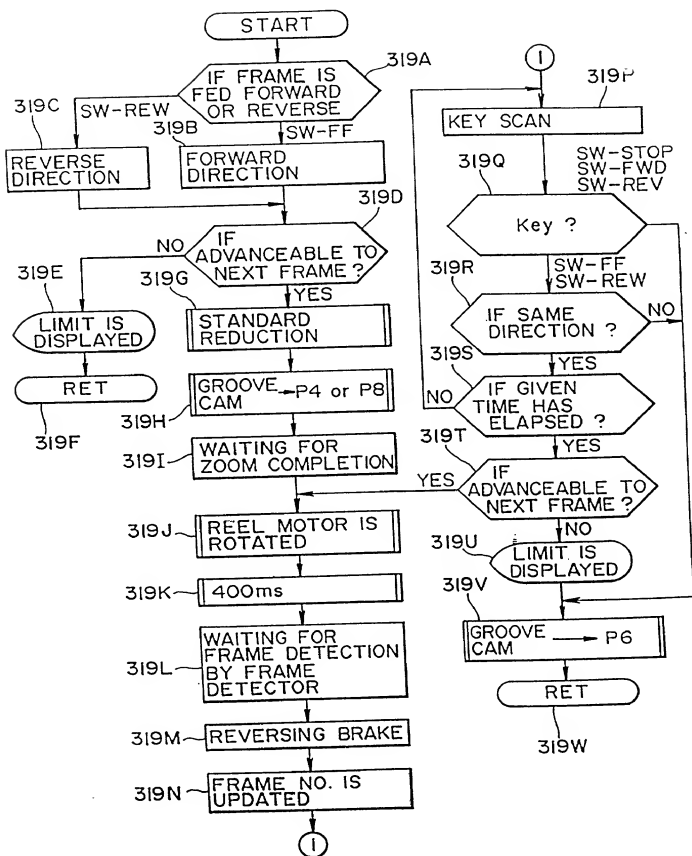 START
319A
IF FRAME IS
FED FORWARD
OR REVERSE
319C
SW-REW
319B
SW-FF
REVERSE
DIRECTION
FORWARD
DIRECTION
319D
NO
IF
ADVANCEABLE TO
NEXT FRAME?
319E
319G
YES
LIMIT IS
DISPLAYED
STANDARD
REDUCTION
RET
319F
GROOVE
CAM → P4 or P8
319H
319I
WAITING FOR
ZOOM COMPLETION
319J
REEL MOTOR IS
ROTATED
319K
400ms
319L
WAITING FOR
FRAME DETECTION
BY FRAME
DETECTOR
319M
REVERSING BRAKE
319N
FRAME NO. IS
UPDATED
1
1
319P
KEY SCAN
319Q
SW-STOP
SW-FWD
SW-REV
Key ?
319R
SW-FF
SW-REW
IF SAME
DIRECTION ?
NO
319S
YES
NO
IF GIVEN
TIME HAS
ELAPSED ?
319T
YES
YES
IF
ADVANCEABLE TO
NEXT FRAME?
319U
NO
LIMIT IS
DISPLAYED
319V
GROOVE
CAM → P6
RET
319W